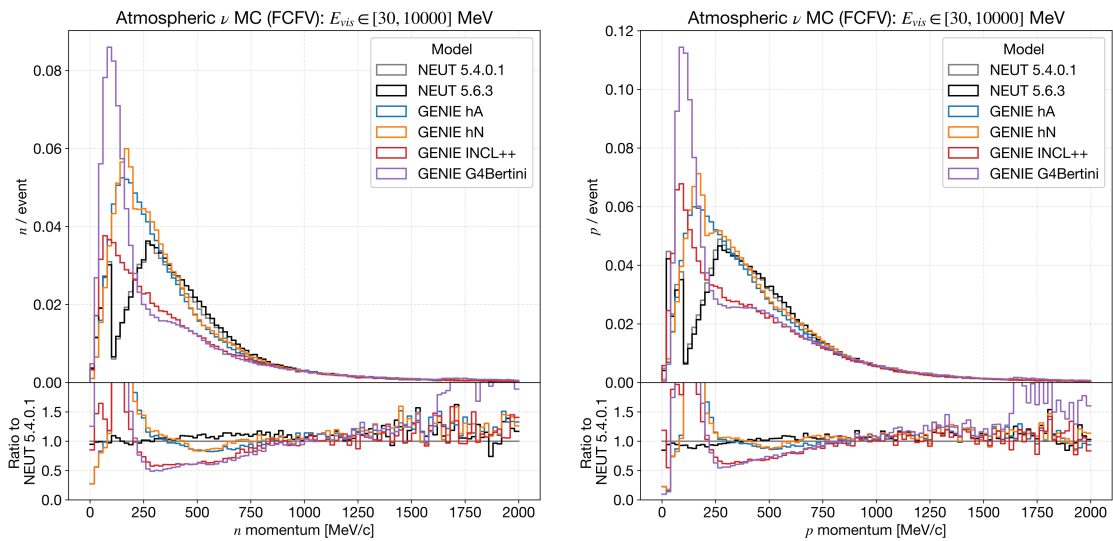 Atmospheric ν MC (FCFV): E_vis ∈ [30, 10000] MeV
n / event
0.08
0.06
0.04
0.02
0.00
Model
NEUT 5.4.0.1
NEUT 5.6.3
GENIE hA
GENIE hN
GENIE INCL++
GENIE G4Bertini
Ratio to
NEUT 5.4.0.1
1.5
1.0
0.5
0.0
0 250 500 750 1000 1250 1500 1750 2000
n momentum [MeV/c]
Atmospheric ν MC (FCFV): E_vis ∈ [30, 10000] MeV
p / event
0.12
0.10
0.08
0.06
0.04
0.02
0.00
Model
NEUT 5.4.0.1
NEUT 5.6.3
GENIE hA
GENIE hN
GENIE INCL++
GENIE G4Bertini
Ratio to
NEUT 5.4.0.1
1.5
1.0
0.5
0.0
0 250 500 750 1000 1250 1500 1750 2000
p momentum [MeV/c]